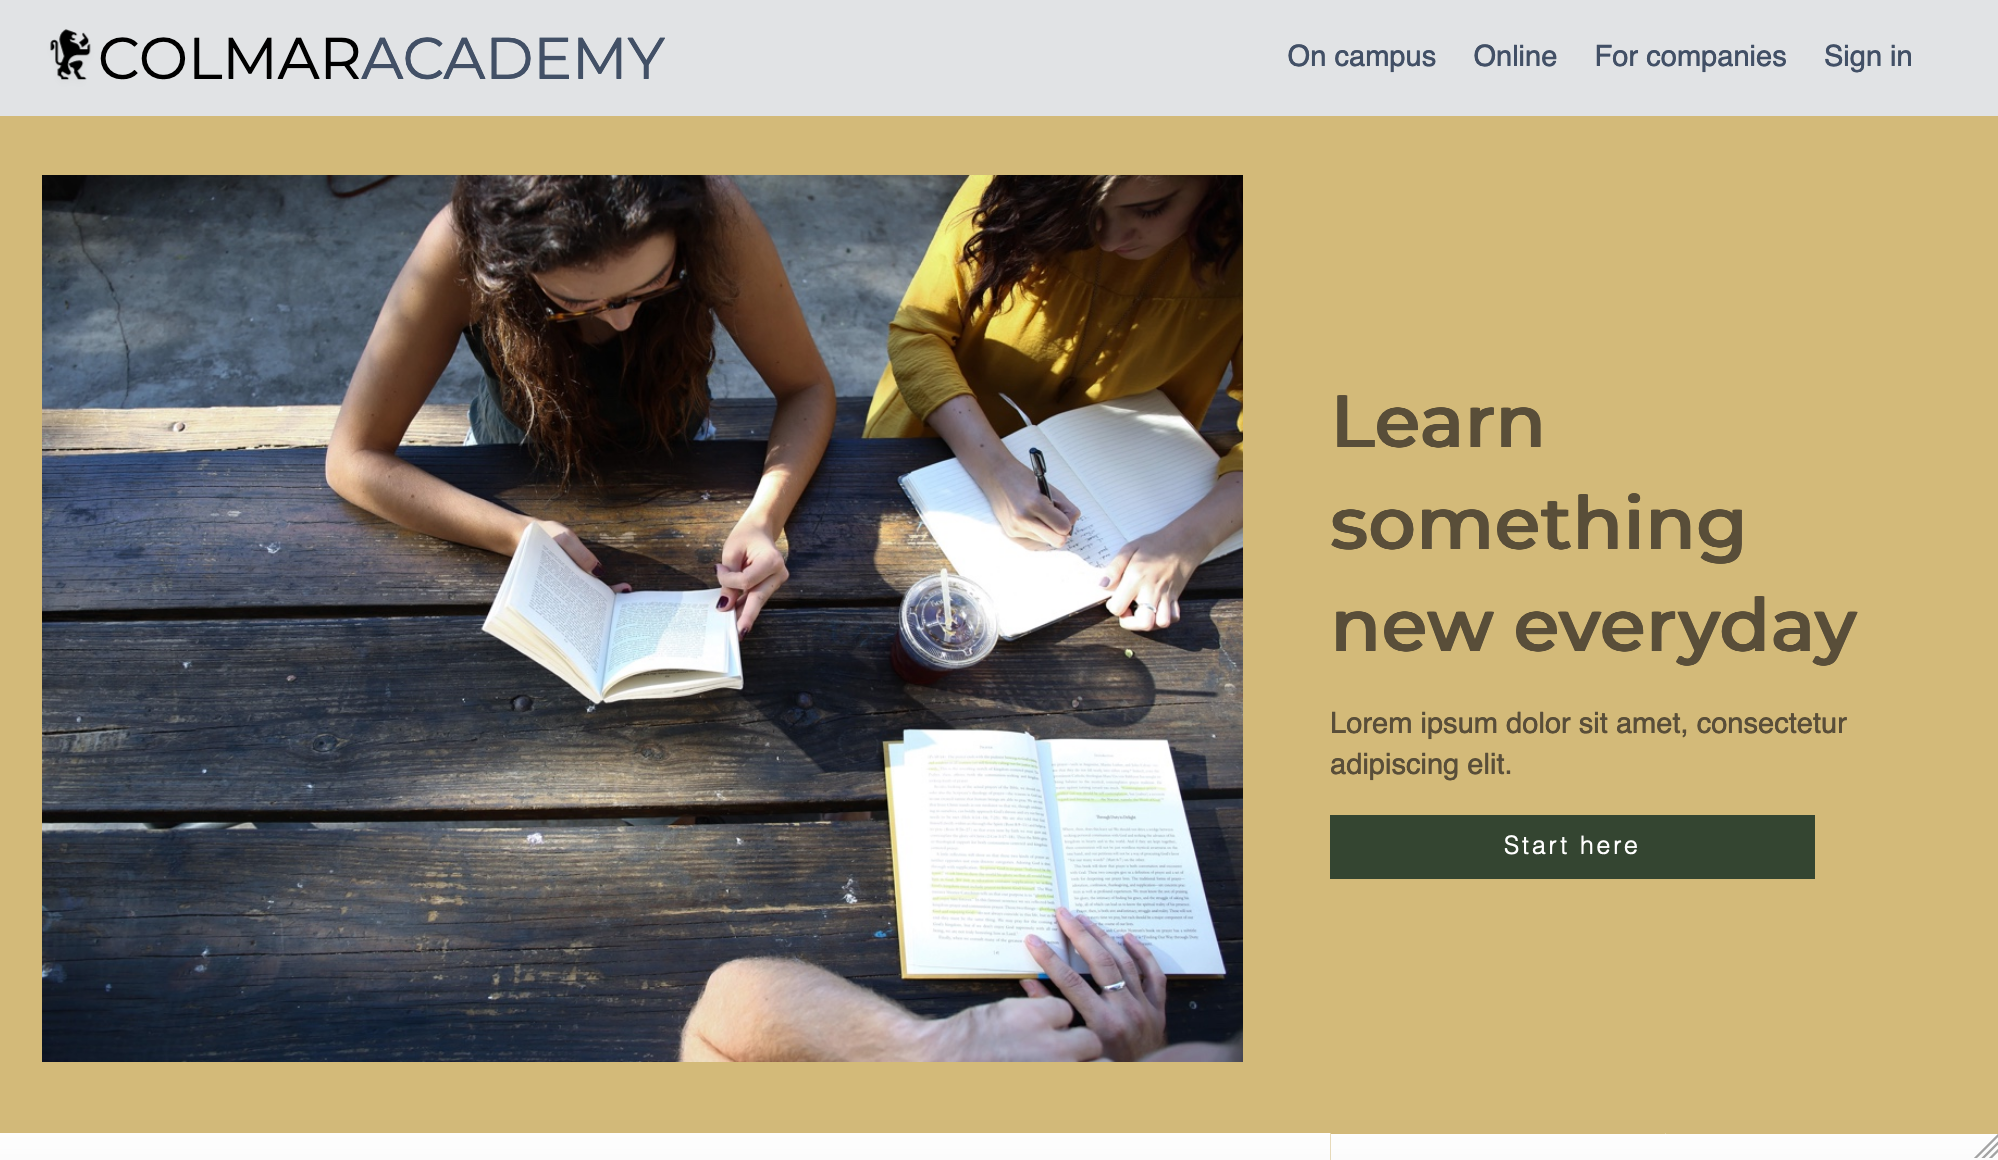 COLMARACADEMY
On campus
Online
For companies
Sign in
Learn
something
new everyday
Lorem ipsum dolor sit amet, consectetur
adipiscing elit.
Start here